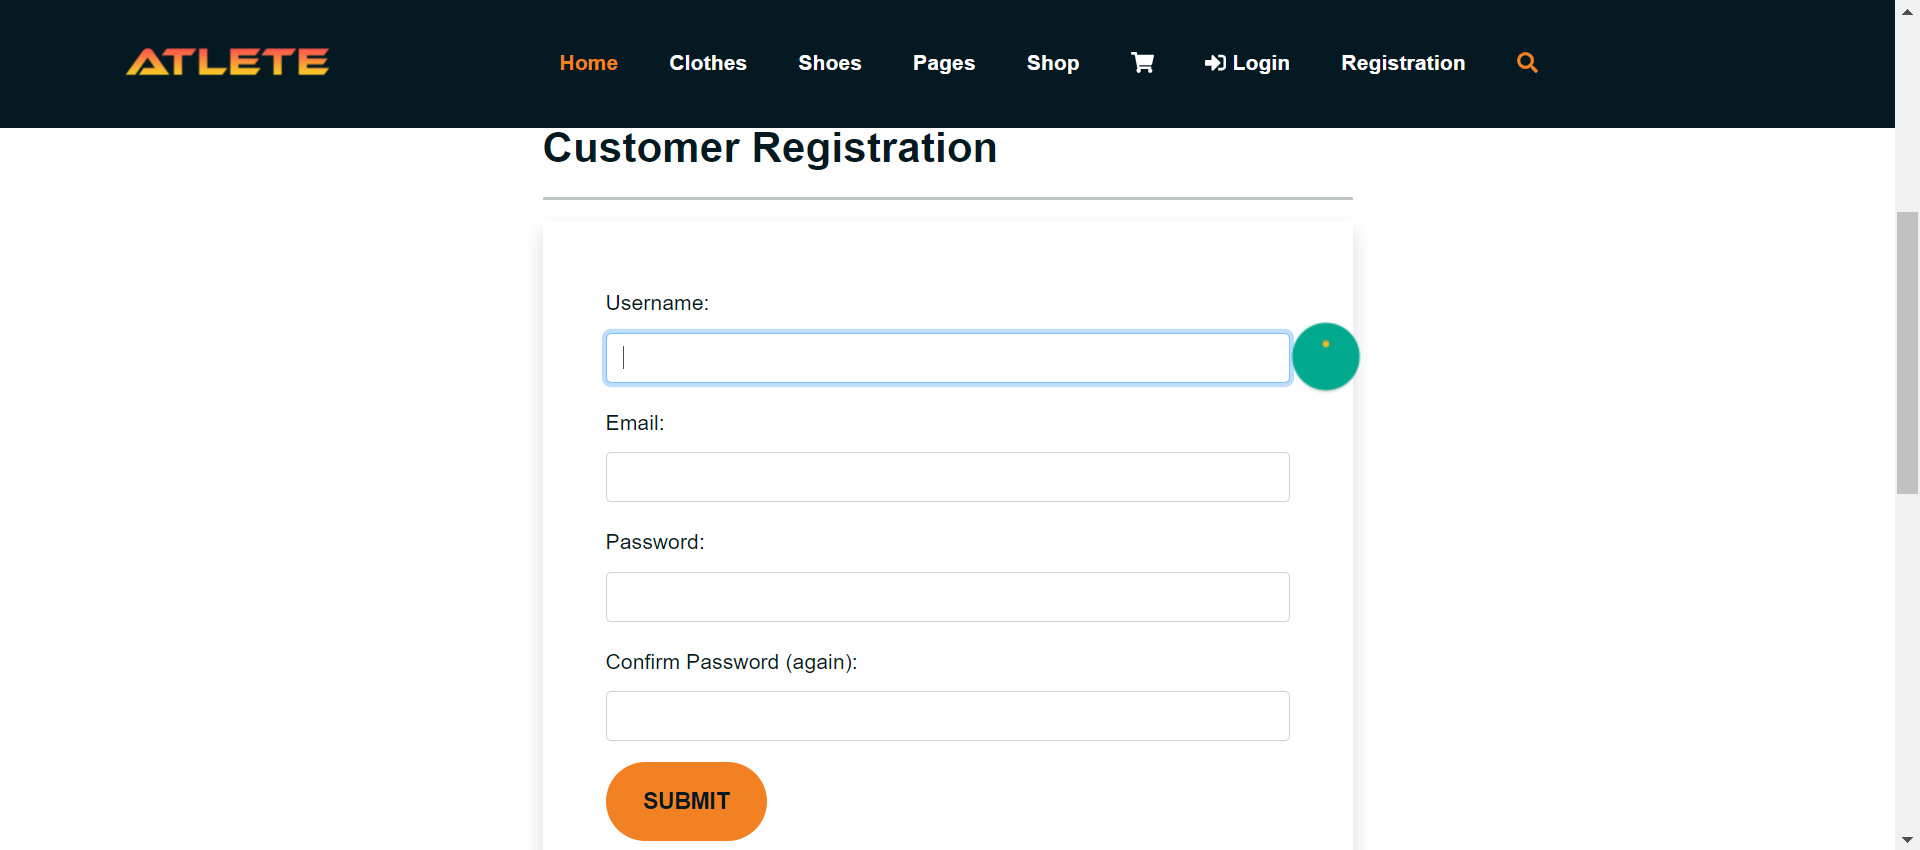 ATLETE Home Clothes Shoes Pages Shop Login Registration
Customer Registration
Username:
Email:
Password:
Confirm Password (again):
SUBMIT